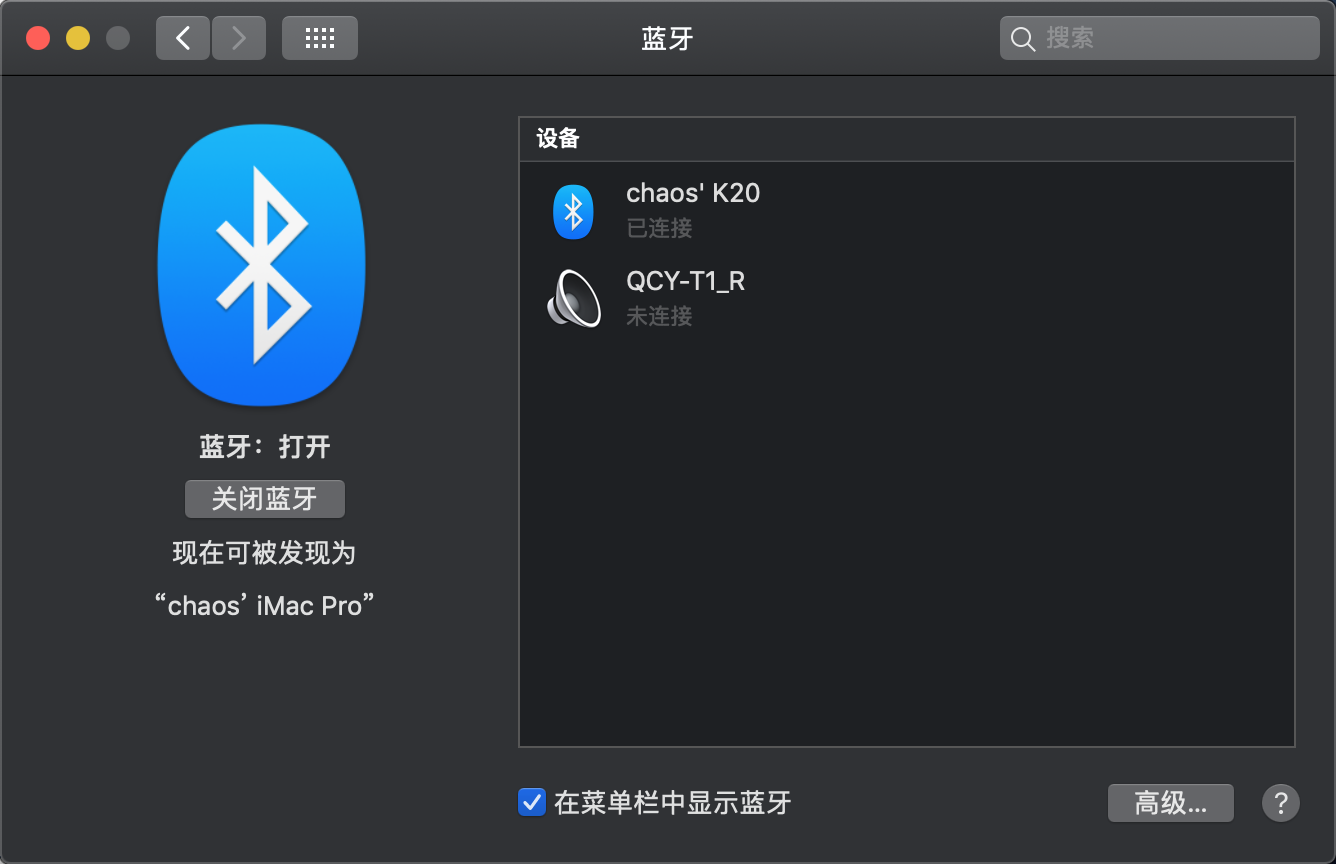 蓝牙
搜索
设备
chaos' K20
已连接
QCY-T1_R
未连接
蓝牙：打开
关闭蓝牙
现在可被发现为
“chaos’ iMac Pro”
在菜单栏中显示蓝牙
高级...
?